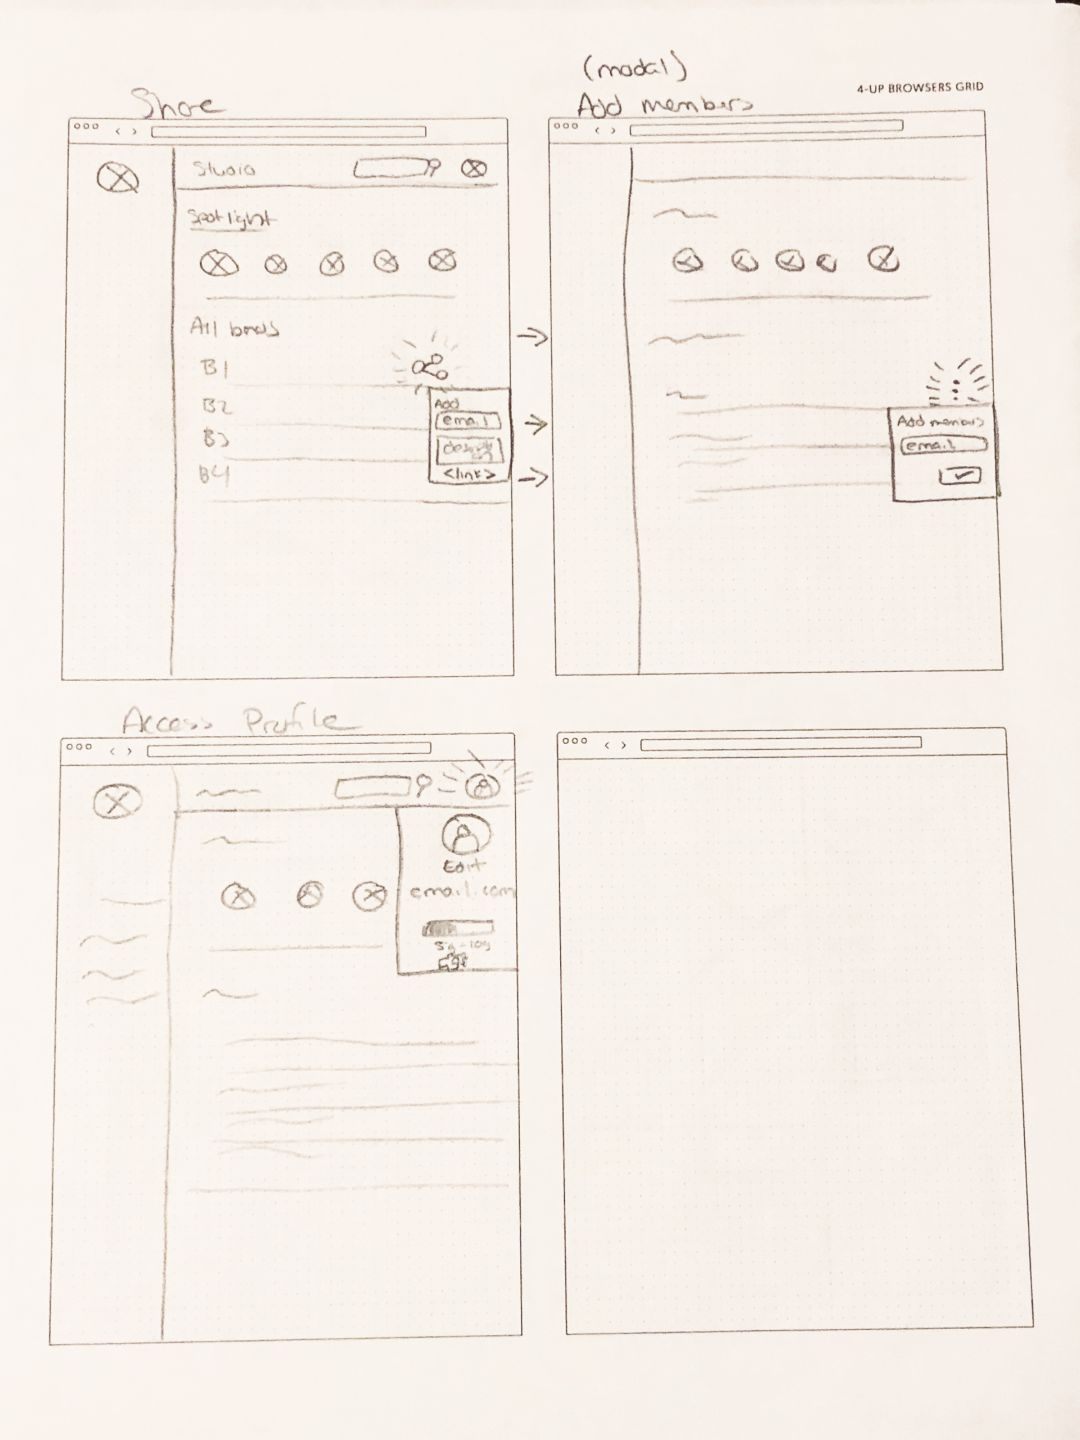 (modal)
4-UP BROWSERS GRID
Share
Add members
Studio
Spotlight
All boards
B1
B2
B3
B4
Add
email
<link>
Add members
email
Access Profile
Edit
email.com
5g-10g